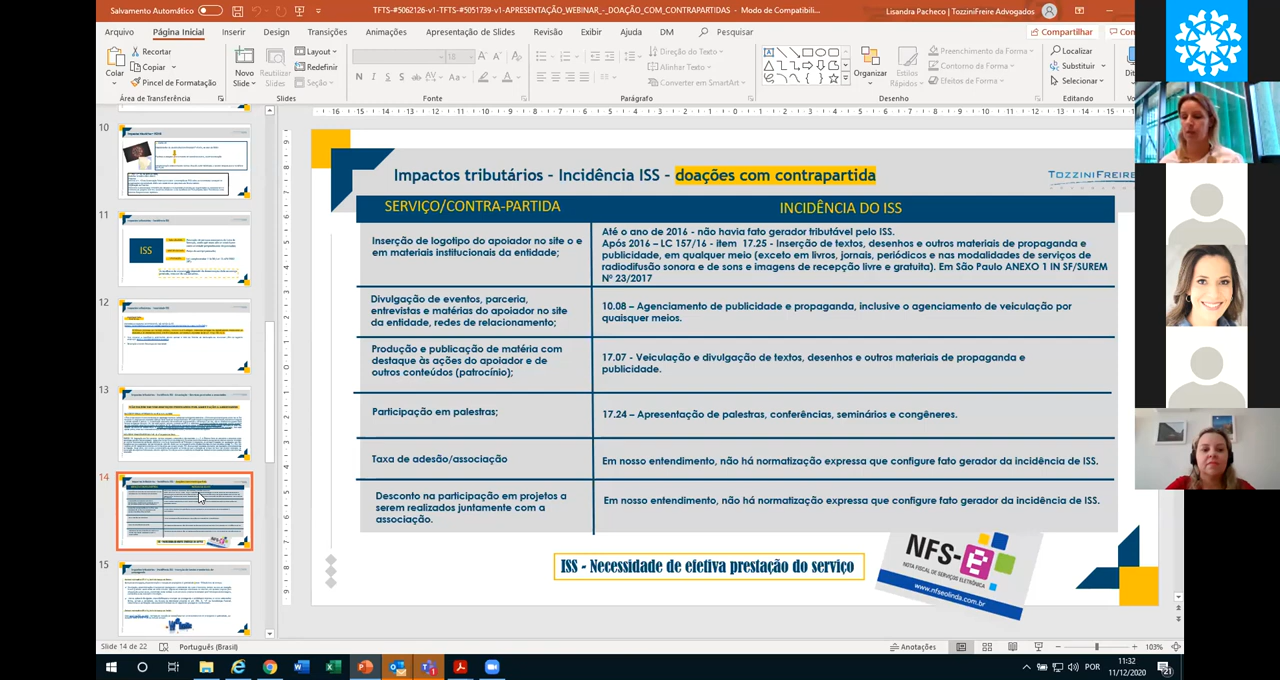 Salvamento Automático
TFTS-#5062126-v1-TFTS-#5051739-v1-APRESENTAÇÃO_WEBINAR_-_DOAÇÃO_COM_CONTRAPARTIDAS - Modo de Compatibili...
Lisandra Pacheco | TozziniFreire Advogados
Arquivo Página Inicial Inserir Design Transições Animações Apresentação de Slides Revisão Exibir Ajuda DM Pesquisar Compartilhar
Colar
Recortar
Copiar
Pincel de Formatação
Área de Transferência
Novo Slide
Reutilizar Slides
Layout
Redefinir
Seção
Slides
18
N I S S ab AV Aa
Fonte
Direção do Texto
Alinhar Texto
Converter em SmartArt
Parágrafo
Organizar
Estilos Rápidos
Preenchimento da Forma
Contorno da Forma
Efeitos de Forma
Desenho
Localizar
Substituir
Selecionar
Editando
10
11
ISS
12
13
14
15
Impactos tributários - Incidência ISS - doações com contrapartida
TOZZINIFREIRE
SERVIÇO/CONTRA-PARTIDA
INCIDÊNCIA DO ISS
Inserção de logotipo do apoiador no site o e
em materiais institucionais da entidade;
Até o ano de 2016 - não havia fato gerador tributável pelo ISS.
Após 2016 - LC 157/16 - item 17.25 - Inserção de textos, desenhos e outros materiais de propaganda e
publicidade, em qualquer meio (exceto em livros, jornais, periódicos e nas modalidades de serviços de
radiodifusão sonora e de sons e imagens de recepção livre e gratuita). Em São Paulo ANEXO 1 IN SF/SUREM
Nº 23/2017
Divulgação de eventos, parceria,
entrevistas e matérias do apoiador no site
da entidade, redes de relacionamento;
10.08 – Agenciamento de publicidade e propaganda, inclusive o agenciamento de veiculação por
quaisquer meios.
Produção e publicação de matéria com
destaque às ações do apoiador e de
outros conteúdos (patrocínio);
17.07 - Veiculação e divulgação de textos, desenhos e outros materiais de propaganda e
publicidade.
Participação em palestras;
17.24 – Apresentação de palestras, conferências, seminários e congêneres.
Taxa de adesão/associação
Em nosso entendimento, não há normatização expressa que configure fato gerador da incidência de ISS.
Desconto na participação em projetos a
serem realizados juntamente com a
associação.
Em nosso entendimento, não há normatização expressa que configure fato gerador da incidência de ISS.
ISS - Necessidade de efetiva prestação do serviço
NFS-E
NOTA FISCAL DE SERVIÇOS ELETRÔNICA
www.nfseolinda.com.br
Slide 14 de 22
Português (Brasil)
Anotações
103%
POR
11:32
11/12/2020